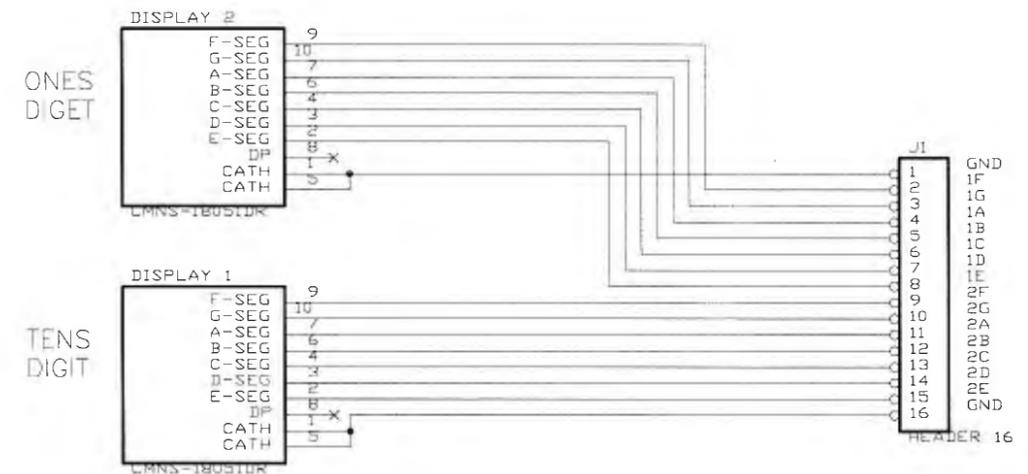 DISPLAY 2
ONES
DIGET
F-SEG 9
G-SEG 10
A-SEG 7
B-SEG 6
C-SEG 4
D-SEG 3
E-SEG 2
DP 8
CATH 1
CATH 5
CMNS-18051DR
DISPLAY 1
TENS
DIGIT
F-SEG 9
G-SEG 10
A-SEG 7
B-SEG 6
C-SEG 4
D-SEG 3
E-SEG 2
DP 8
CATH 1
CATH 5
CMNS-18051DR
J1
1 GND
2 1F
3 1G
4 1A
5 1B
6 1C
7 1D
8 1E
9 2F
10 2G
11 2A
12 2B
13 2C
14 2D
15 2E
16 GND
HEADER 16